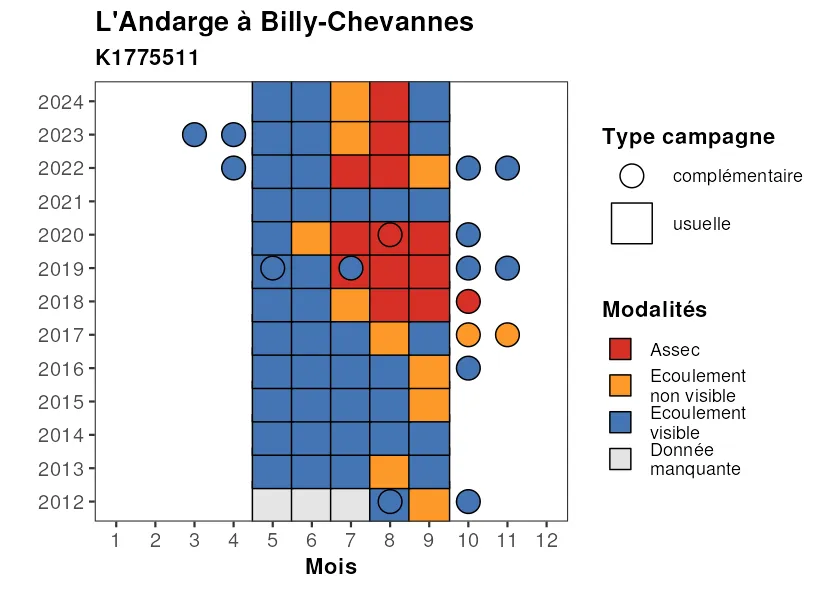 L'Andarge à Billy-Chevannes
K1775511
2024
2023
2022
2021
2020
2019
2018
2017
2016
2015
2014
2013
2012
1 2 3 4 5 6 7 8 9 10 11 12
Mois
Type campagne
complémentaire
usuelle
Modalités
Assec
Ecoulement
non visible
Ecoulement
visible
Donnée
manquante